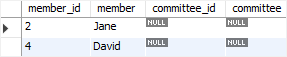 member_id member committee_id committee
2 Jane NULL NULL
4 David NULL NULL